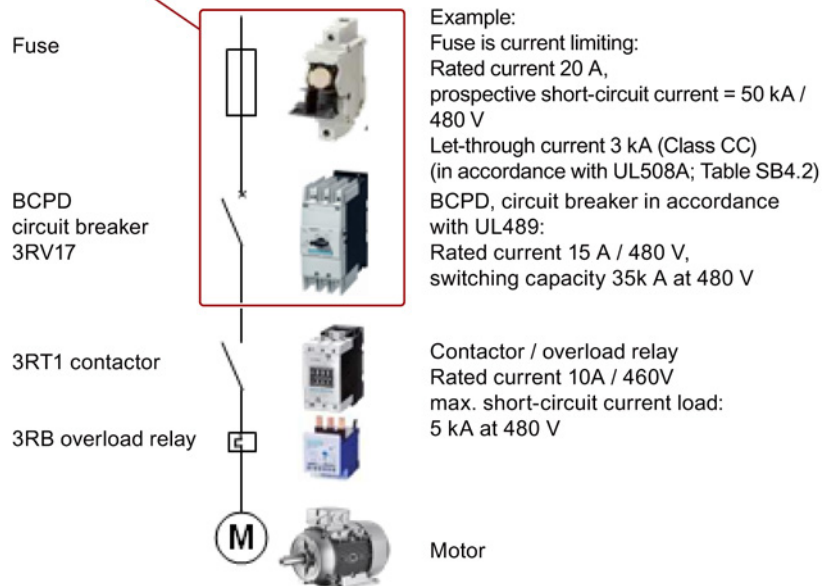 Fuse
Example:
Fuse is current limiting:
Rated current 20 A,
prospective short-circuit current = 50 kA /
480 V
Let-through current 3 kA (Class CC)
(in accordance with UL508A; Table SB4.2)
BCPD
circuit breaker
3RV17
BCPD, circuit breaker in accordance
with UL489:
Rated current 15 A / 480 V,
switching capacity 35k A at 480 V
3RT1 contactor
Contactor / overload relay
Rated current 10A / 460V
max. short-circuit current load:
5 kA at 480 V
3RB overload relay
M
Motor